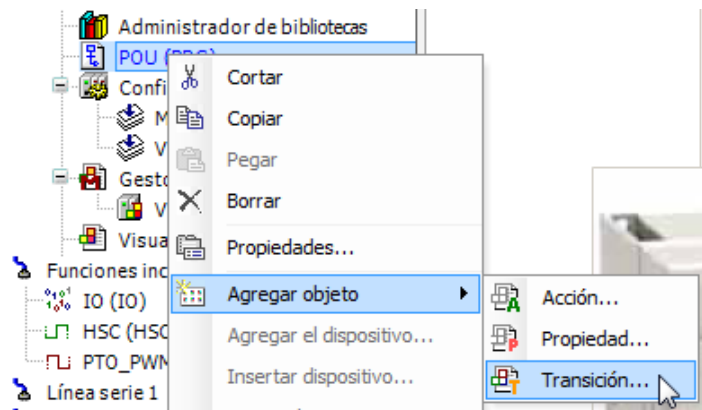 Administrador de bibliotecas
POU (PRG)
Cortar
Copiar
Pegar
Borrar
Propiedades...
Funciones inc
Agregar objeto
Acción...
IO (IO)
HSC (HSC
Agregar el dispositivo...
Propiedad...
PTO_PWM
Insertar dispositivo...
Transición...
Línea serie 1